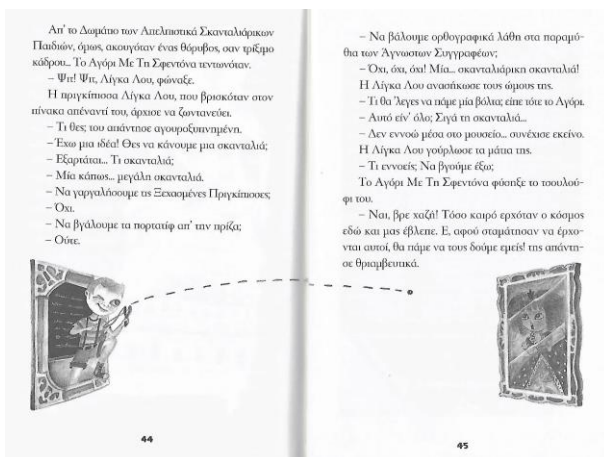 Απ' το Δωμάτιο των Απελπιστικά Σκανταλιάρικων
Παιδιών, όμως, ακουγόταν ένας θόρυβος, σαν τρίξιμο
κάδρου... Το Αγόρι Με Τη Σφεντόνα τεντωνόταν.
– Ψιτ! Ψιτ, Λίγκα Λου, φώναξε.
Η πριγκίπισσα Λίγκα Λου, που βρισκόταν στον
πίνακα απέναντί του, άρχισε να ζωντανεύει.
– Τι θες; του απάντησε αγουροξυπνημένη.
– Έχω μια ιδέα! Θες να κάνουμε μια σκανταλιά;
– Εξαρτάται... Τι σκανταλιά;
– Μία κάπως... μεγάλη σκανταλιά.
– Να γαργαλήσουμε τις Ξεχασμένες Πριγκίπισσες;
– Όχι.
– Να βγάλουμε τα πορτατίφ απ' την πρίζα;
– Ούτε.
44
– Να βάλουμε ορθογραφικά λάθη στα παραμύ-
θια των Άγνωστων Συγγραφέων;
– Όχι, όχι, όχι! Μία... σκανταλιάρικη σκανταλιά!
Η Λίγκα Λου ανασήκωσε τους ώμους της.
– Τι θα 'λεγες να πάμε μία βόλτα; είπε τότε το Αγόρι.
– Αυτό είν' όλο; Σιγά τη σκανταλιά...
– Δεν εννοώ μέσα στο μουσείο... συνέχισε εκείνο.
Η Λίγκα Λου γούρλωσε τα μάτια της.
– Τι εννοείς; Να βγούμε έξω;
Το Αγόρι Με Τη Σφεντόνα φύσηξε το τσουλού-
φι του.
– Ναι, βρε χαζή! Τόσο καιρό ερχόταν ο κόσμος
εδώ και μας έβλεπε. Ε, αφού σταμάτησαν να έρχο-
νται αυτοί, θα πάμε να τους δούμε εμείς! της απάντη-
σε θριαμβευτικά.
45